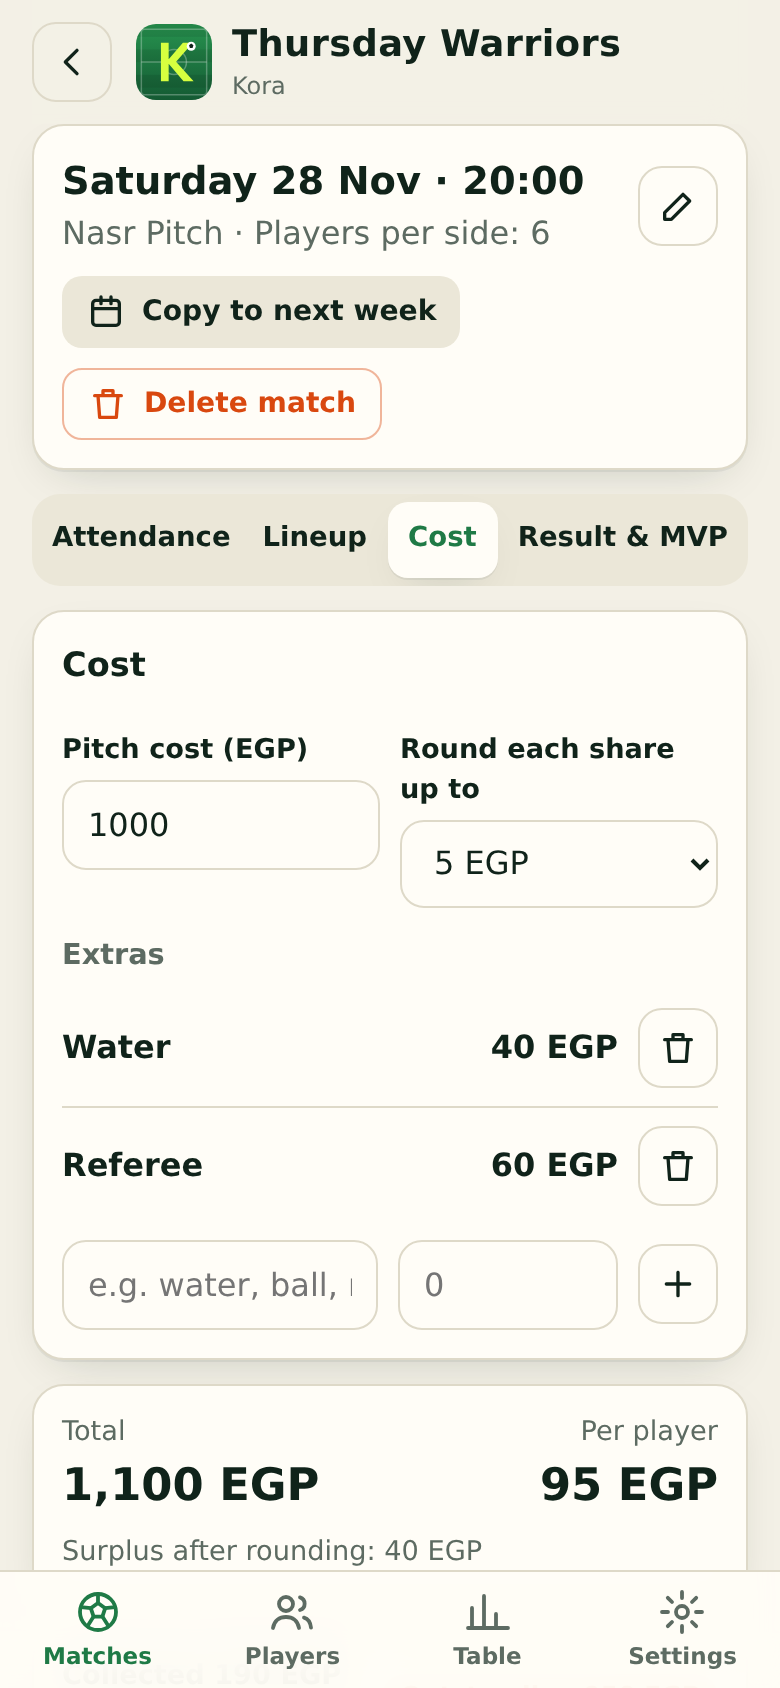 K
Thursday Warriors
Kora
Saturday 28 Nov · 20:00
Nasr Pitch · Players per side: 6
Copy to next week
Delete match
Attendance Lineup Cost Result & MVP
Cost
Pitch cost (EGP)
1000
Round each share
up to
5 EGP
Extras
Water 40 EGP
Referee 60 EGP
e.g. water, ball, 0
Total Per player
1,100 EGP 95 EGP
Surplus after rounding: 40 EGP
Collected 190 EGP
Matches Players Table Settings